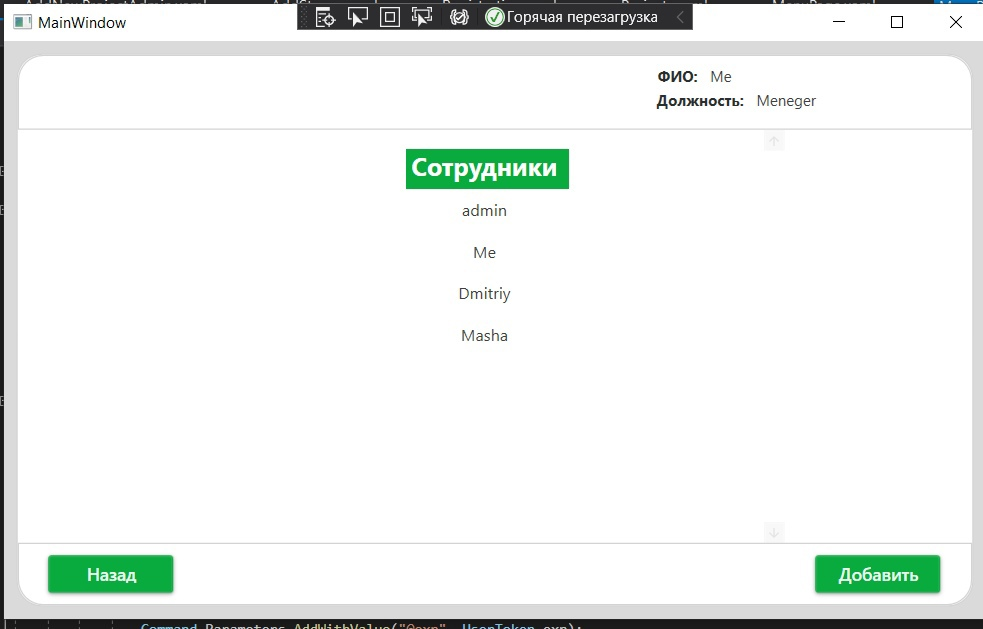 MainWindow
Горячая перезагрузка
ФИО: Me
Должность: Meneger
Сотрудники
admin
Me
Dmitriy
Masha
Назад
Добавить